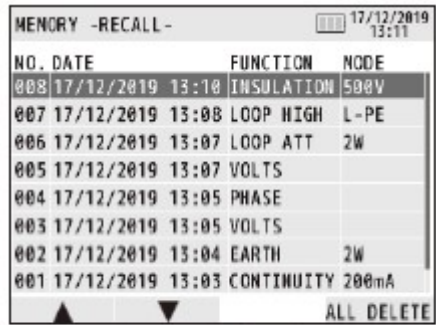 MEMORY -RECALL- 17/12/2019
13:11
NO. DATE FUNCTION MODE
008 17/12/2019 13:10 INSULATION 500V
007 17/12/2019 13:08 LOOP HIGH L-PE
006 17/12/2019 13:07 LOOP ATT 2W
005 17/12/2019 13:07 VOLTS
004 17/12/2019 13:05 PHASE
003 17/12/2019 13:05 VOLTS
002 17/12/2019 13:04 EARTH 2W
001 17/12/2019 13:03 CONTINUITY 200mA
▲ ▼ ALL DELETE